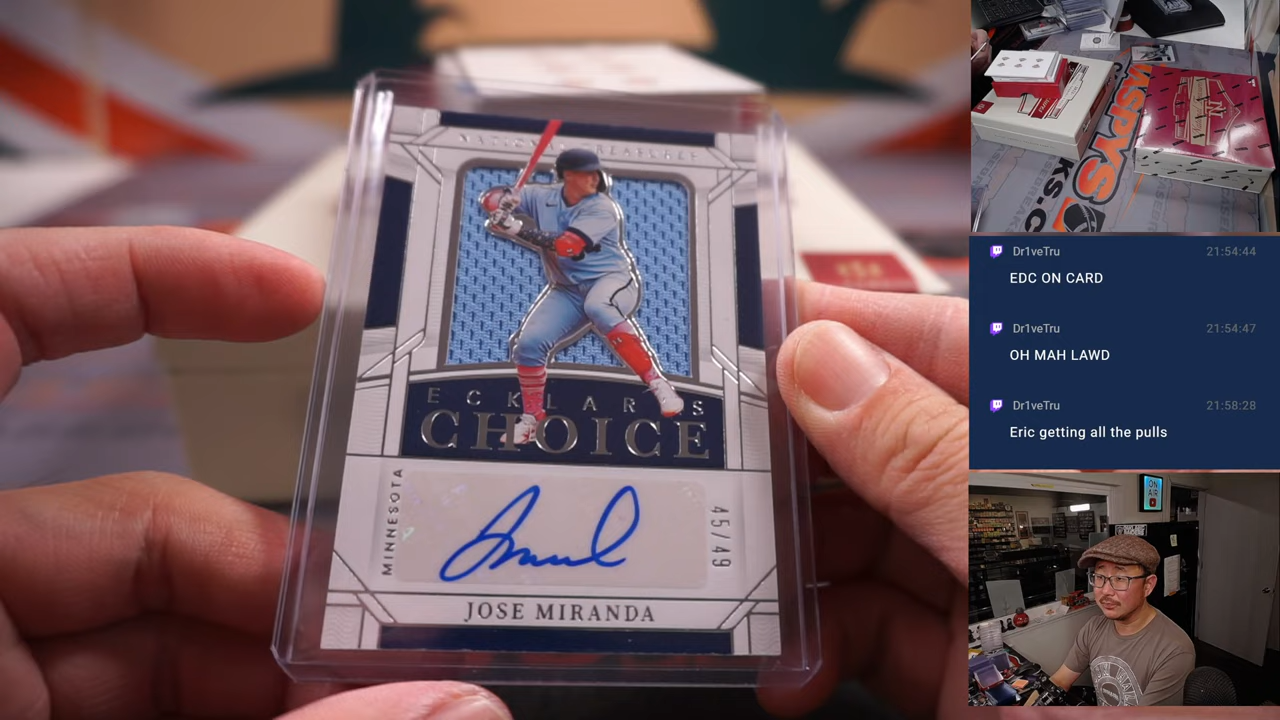 NATIONAL TREASURES
ECKLARS
CHOICE
MINNESOTA
45/49
JOSE MIRANDA
Dr1veTru 21:54:44
EDC ON CARD
Dr1veTru 21:54:47
OH MAH LAWD
Dr1veTru 21:58:28
Eric getting all the pulls
ON
AIR